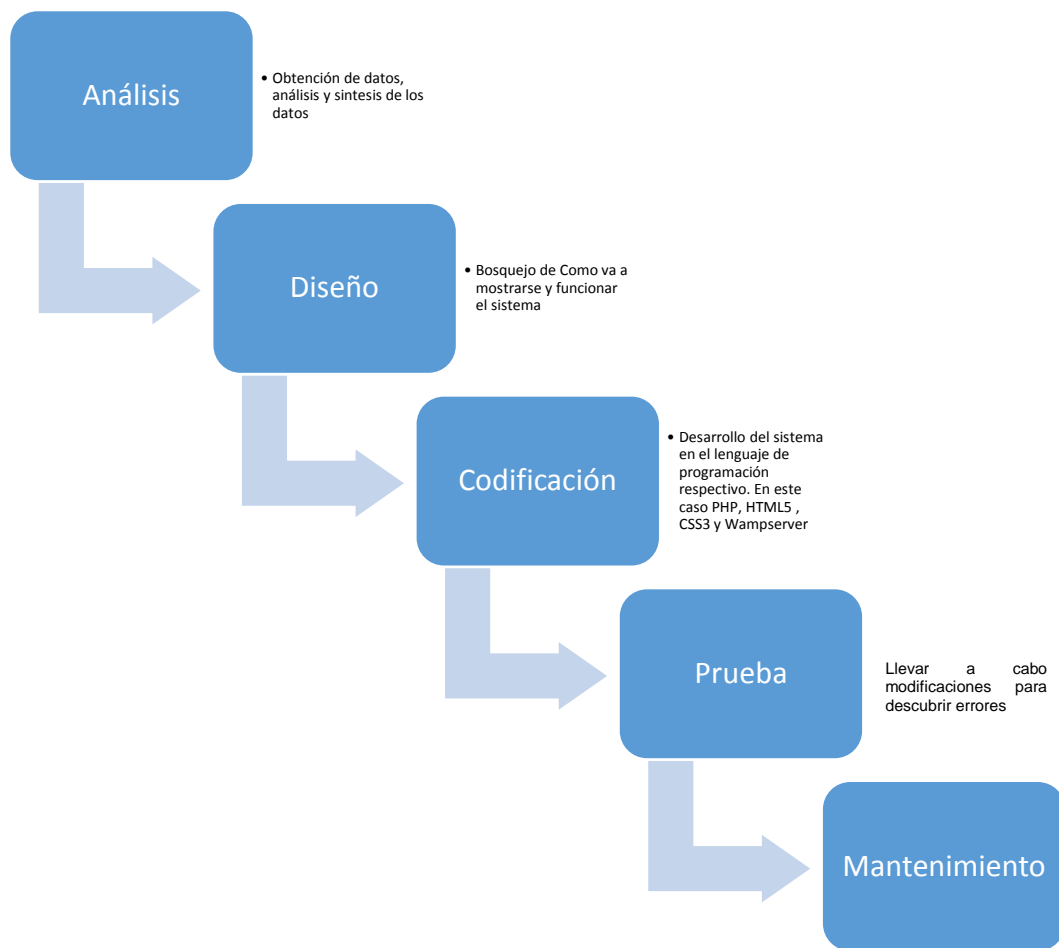 Análisis
• Obtención de datos,
análisis y sintesis de los
datos
Diseño
• Bosquejo de Como va a
mostrarse y funcionar
el sistema
Codificación
• Desarrollo del sistema
en el lenguaje de
programación
respectivo. En este
caso PHP, HTML5 ,
CSS3 y Wampserver
Prueba
Llevar a cabo
modificaciones para
descubrir errores
Mantenimiento